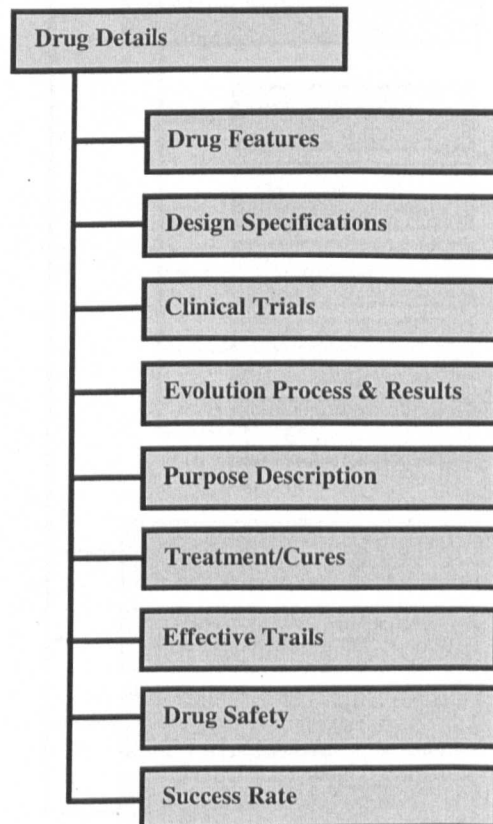 Drug Details
Drug Features
Design Specifications
Clinical Trials
Evolution Process & Results
Purpose Description
Treatment/Cures
Effective Trails
Drug Safety
Success Rate